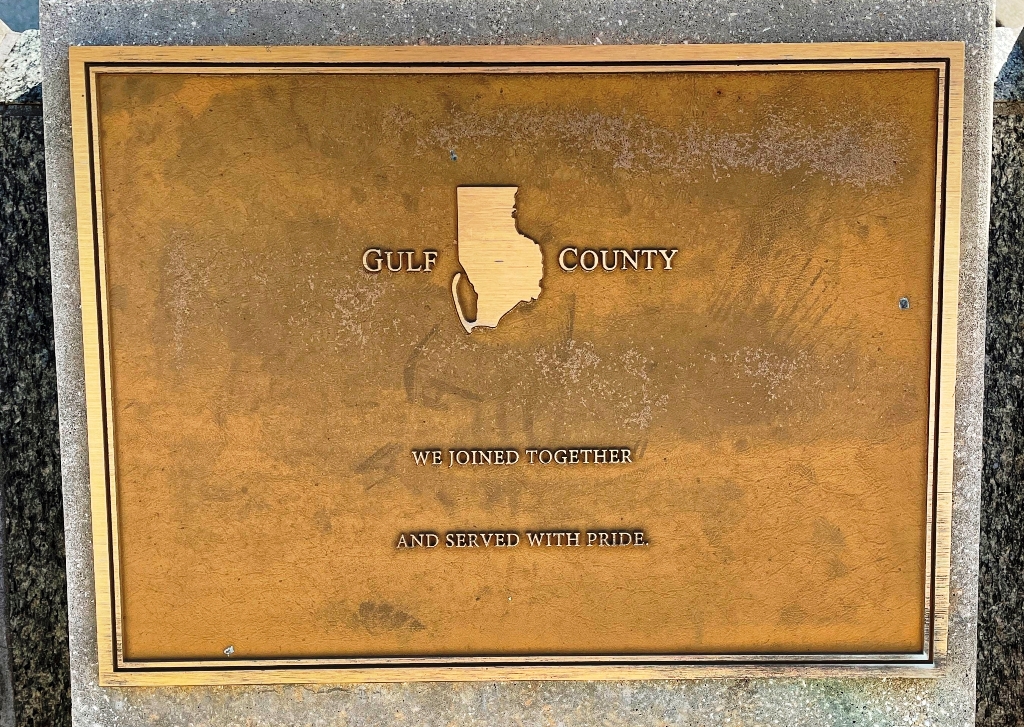 GULF COUNTY
WE JOINED TOGETHER
AND SERVED WITH PRIDE.